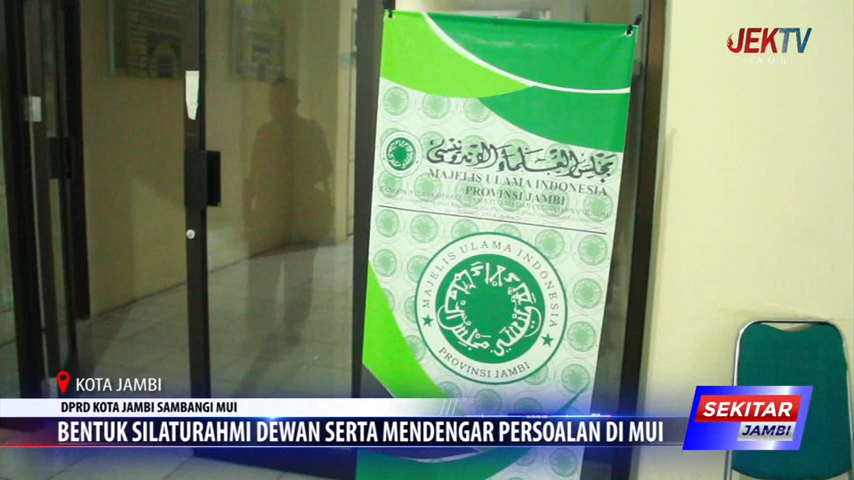 JEKTV
JAMBI
مجلس العلماء الاندونيسي
MAJELIS ULAMA INDONESIA
PROVINSI JAMBI
MAJELIS ULAMA INDONESIA
PROVINSI JAMBI
KOTA JAMBI
DPRD KOTA JAMBI SAMBANGI MUI
BENTUK SILATURAHMI DEWAN SERTA MENDENGAR PERSOALAN DI MUI
SEKITAR
JAMBI